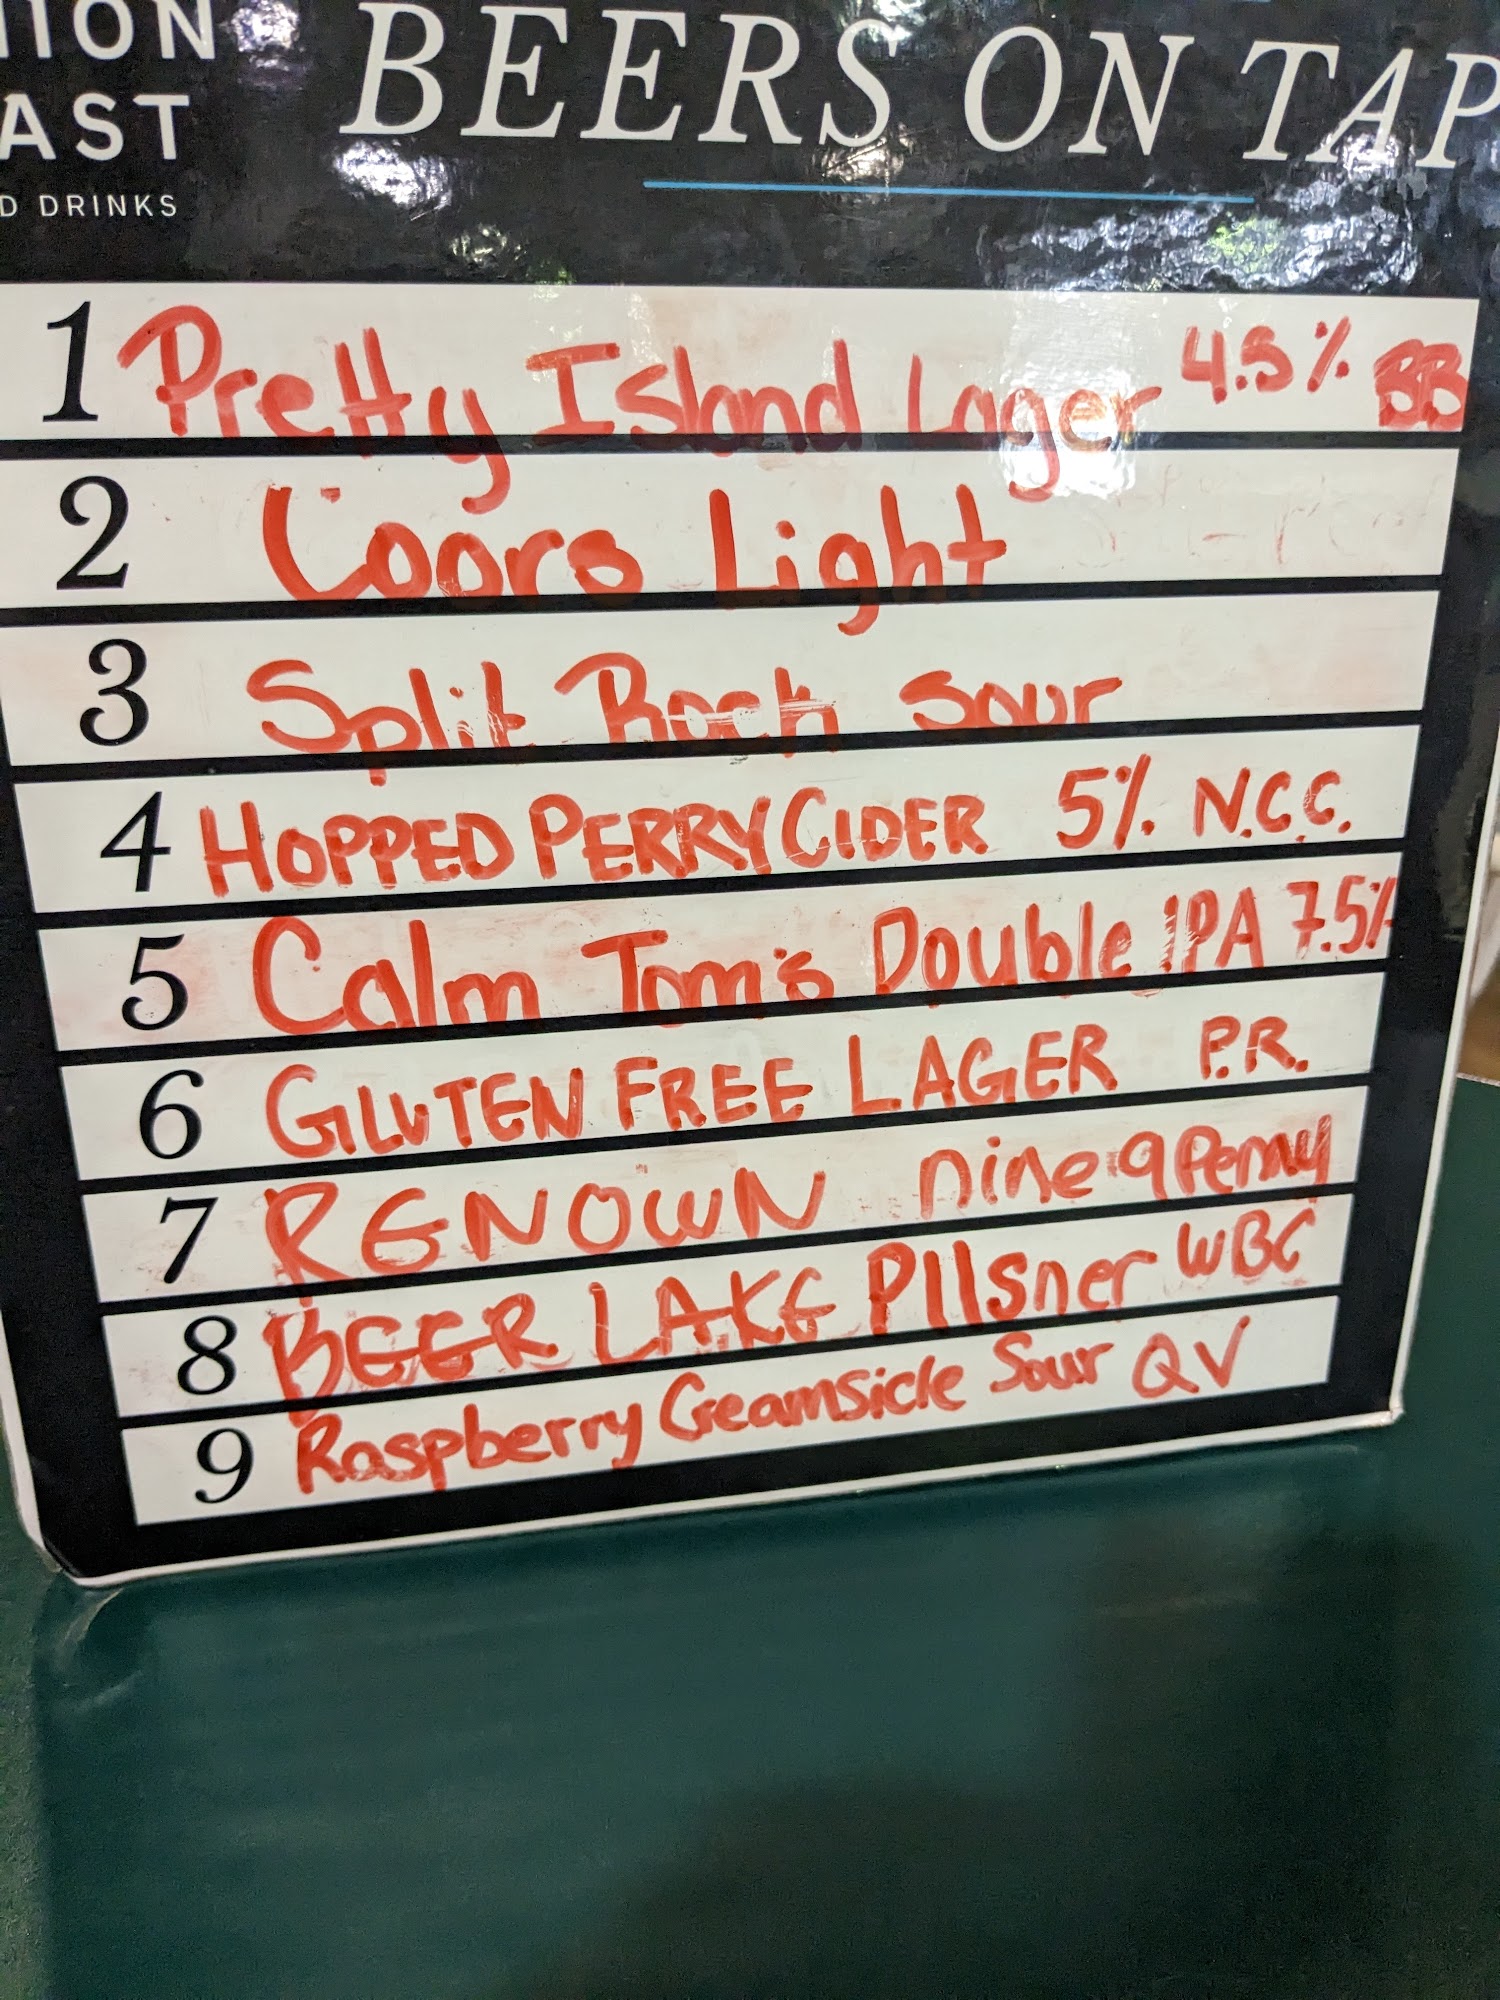 ION BEERS ON TAP
AST
D DRINKS
1 Pretty Island Lager 4.5% BB
2 Coors Light
3 Split Rock Sour
4 HOPPED PERRY CIDER 5% N.C.C.
5 Calm Tom's Double IPA 7.5%
6 GLUTEN FREE LAGER P.R.
7 RENOWN nine 9 Penny
8 BEER LAKE PIlsner WBC
9 Raspberry Creamsicle Sour QV